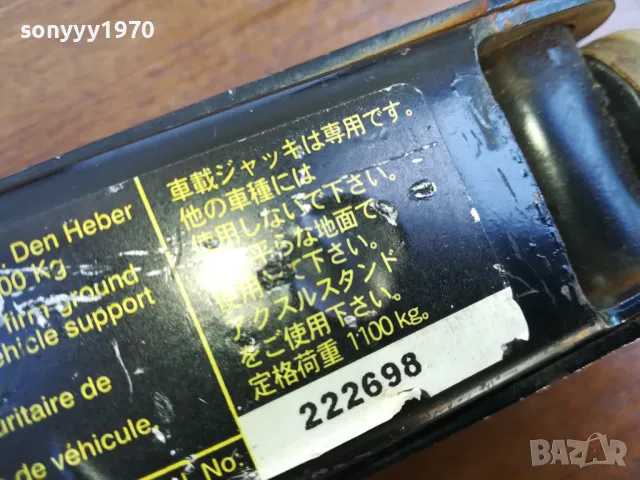 sonyyy1970
Den Heber
00 Kg
firm ground
ehicle support
uritaire de
de véhicule.
l No:
車載ジャッキは専用です。
他の車種には
使用しないで下さい。
平らな地面で
使用して下さい。
アクスルスタンド
をご使用下さい。
定格荷重 1100 kg。
222698
BAZAR